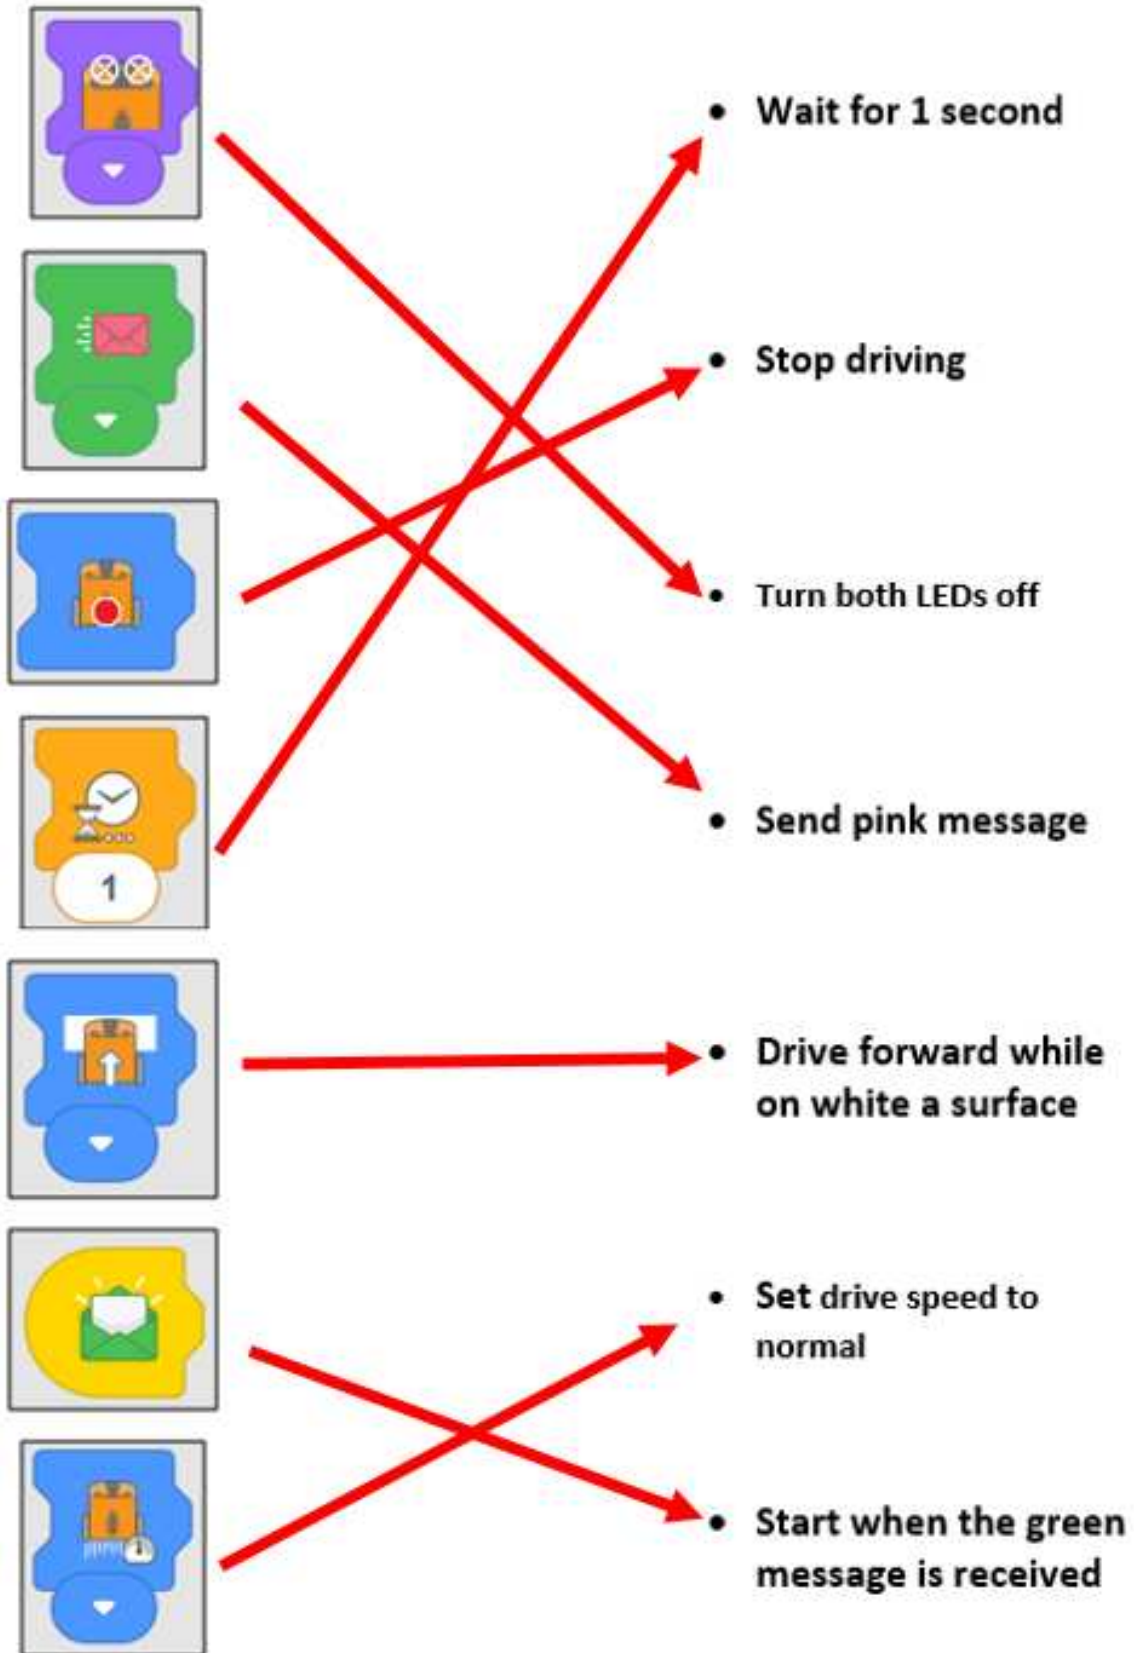 • Wait for 1 second
• Stop driving
• Turn both LEDs off
• Send pink message
1
• Drive forward while
on white a surface
• Set drive speed to
normal
• Start when the green
message is received